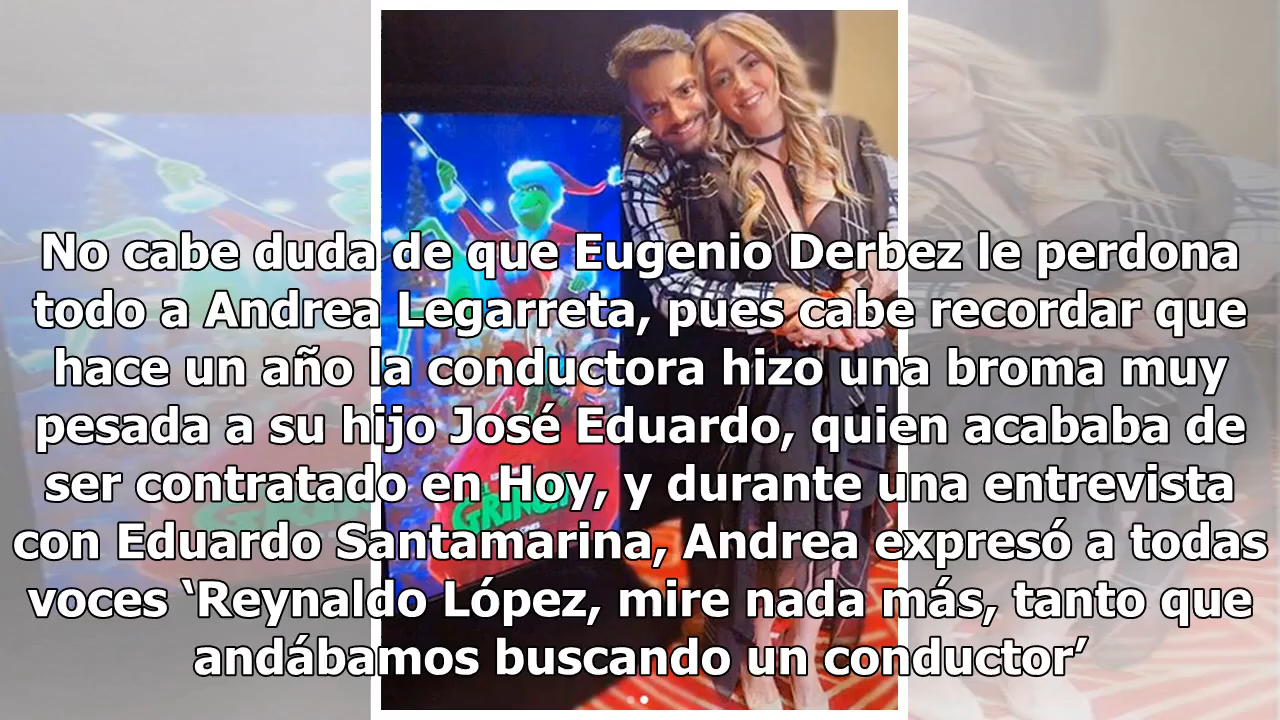 No cabe duda de que Eugenio Derbez le perdona
todo a Andrea Legarreta, pues cabe recordar que
hace un año la conductora hizo una broma muy
pesada a su hijo José Eduardo, quien acababa de
ser contratado en Hoy, y durante una entrevista
con Eduardo Santamarina, Andrea expresó a todas
voces ‘Reynaldo López, mire nada más, tanto que
andábamos buscando un conductor’
GRINCH